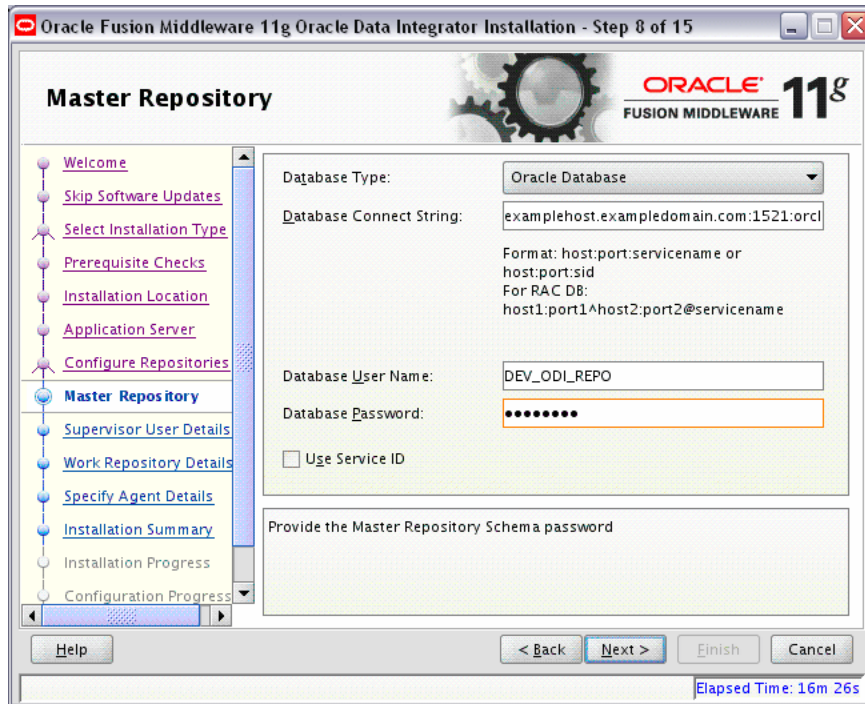 Oracle Fusion Middleware 11g Oracle Data Integrator Installation - Step 8 of 15
Master Repository
ORACLE
FUSION MIDDLEWARE
11g
Welcome
Skip Software Updates
Select Installation Type
Prerequisite Checks
Installation Location
Application Server
Configure Repositories
Master Repository
Supervisor User Details
Work Repository Details
Specify Agent Details
Installation Summary
Installation Progress
Configuration Progress
Database Type:
Oracle Database
Database Connect String:
examplehost.exampledomain.com:1521:orcl
Format: host:port:servicename or
host:port:sid
For RAC DB:
host1:port1^host2:port2@servicename
Database User Name:
DEV_ODI_REPO
Database Password:
••••••••
Use Service ID
Provide the Master Repository Schema password
Help
< Back
Next >
Finish
Cancel
Elapsed Time: 16m 26s